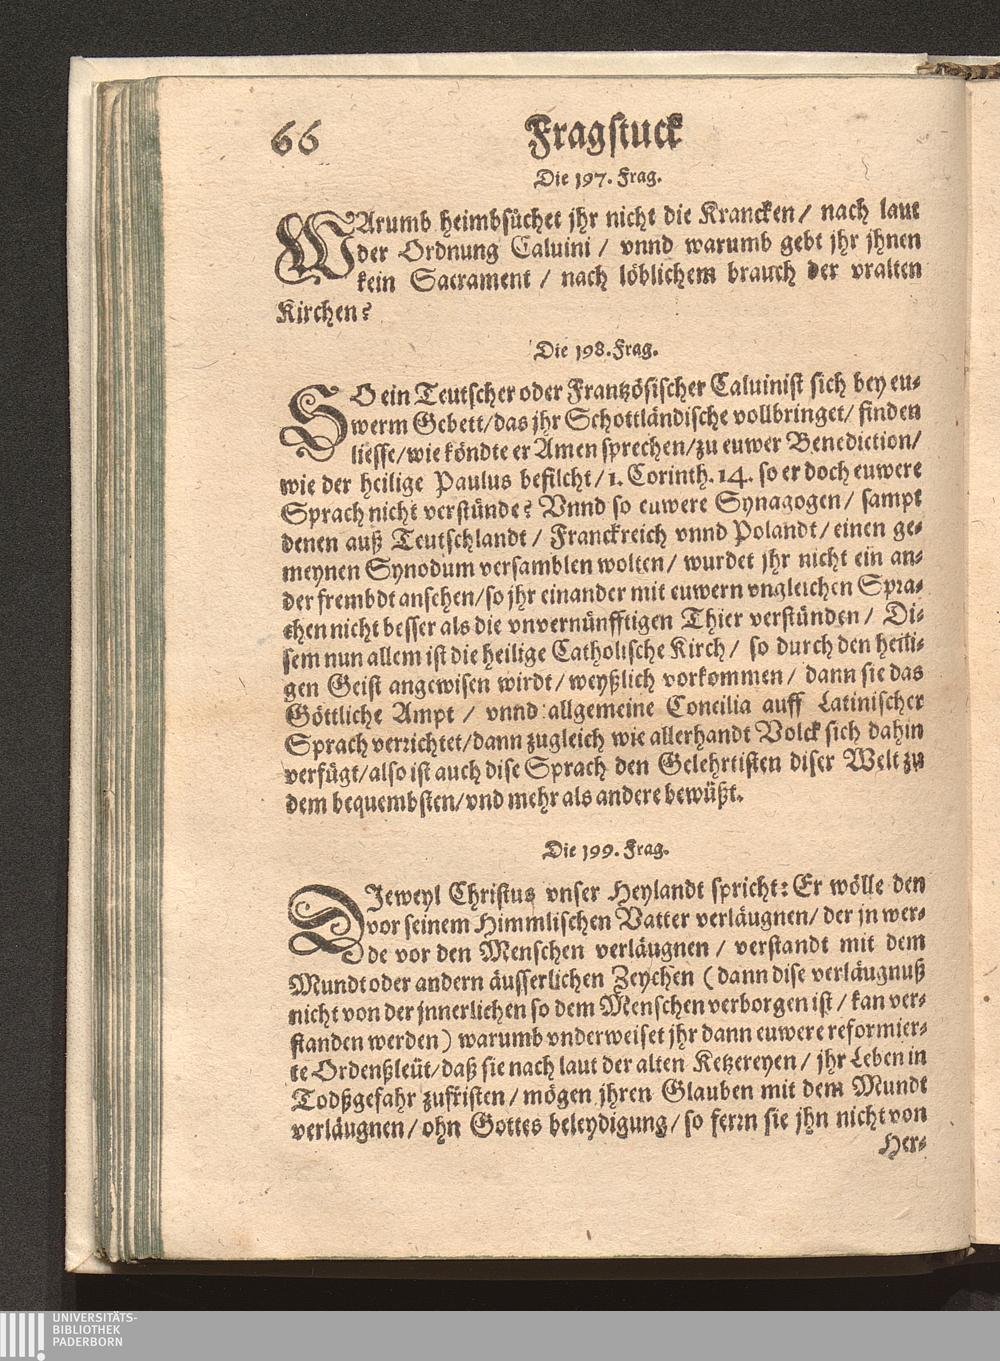 66 Fragstuck
Die 197. Frag.
WArumb heimbsüchet jhr nicht die Krancken / nach laut
der Ordnung Caluini / vnnd warumb gebt jhr jhnen
kein Sacrament / nach löblichem brauch der vralten
Kirchen?
Die 198. Frag.
SO ein Teutscher oder Frantzösischer Caluinist sich bey eu-
werm Gebett/das jhr Schottländische vollbringet/ finden
liesse/wie köndte er Amen sprechen/zu euwer Benediction/
wie der heilige Paulus befilcht/1. Corinth. 14. so er doch euwere
Sprach nicht verstünde? Vnnd so euwere Synagogen/ sampt
denen auß Teutschlandt / Franckreich vnnd Polandt/ einen ge-
meynen Synodum versamblen wolten/ wurdet jhr nicht ein an-
der frembdt ansehen/so jhr einander mit euwern vngleichen Spra-
chen nicht besser als die vnvernünfftigen Thier verstünden/ Di-
sem nun allem ist die heilige Catholische Kirch/ so durch den heili-
gen Geist angewisen wirdt/weyßlich vorkommen/ dann sie das
Göttliche Ampt / vnnd allgemeine Concilia auff Latinischer
Sprach verrichtet/dann zugleich wie allerhandt Volck sich dahin
verfügt/also ist auch dise Sprach den Gelehrtisten diser Welt zu
dem bequembsten/vnd mehr als andere bewüßt.
Die 199. Frag.
DJeweyl Christus vnser Heylandt spricht: Er wölle den
vor seinem Himmlischen Vatter verläugnen/ der jn wer-
de vor den Menschen verläugnen / verstandt mit dem
Mundt oder andern äusserlichen Zeychen (dann dise verläugnuß
nicht von der jnnerlichen so dem Menschen verborgen ist / kan ver-
standen werden) warumb vnderweiset jhr dann euwere reformier-
te Ordenßleüt/daß sie nach laut der alten Ketzereyen/ jhr Leben in
Todßgefahr zufristen/ mögen jhren Glauben mit dem Mundt
verläugnen/ ohn Gottes beleydigung/ so ferrn sie jhn nicht von
Her-
UNIVERSITÄTS-
BIBLIOTHEK
PADERBORN